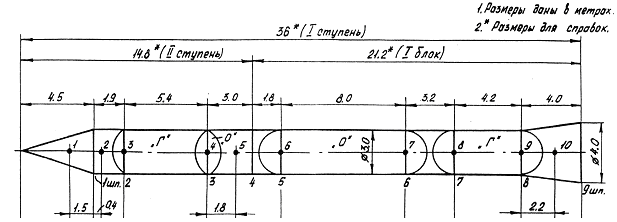 1. Размеры даны в метрах.
2.* Размеры для справок.
36* (I ступень)
14.8* (II ступень) 21.2* (I блок)
4.5 1.9 5.4 3.0 1.8 8.0 3.2 4.2 4.0
1 2 3 „Г“ 4 „О“ 5 6 „О“ ø3.0 7 8 „Г“ 9 10 ø4.0
1шп. 2 3 4 5 6 7 8 9шп.
1.5 0.4 1.8 2.2